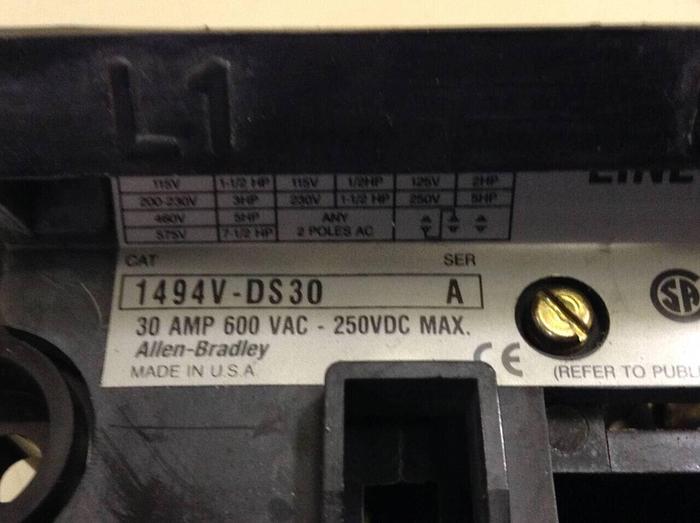 L1
115V 1-1/2 HP 115V 1/2HP 125V 2HP
200-230V 3HP 230V 1-1/2 HP 250V 5HP
460V 5HP ANY
575V 7-1/2 HP 2 POLES AC
LINE
CAT SER
1494V-DS30 A
30 AMP 600 VAC - 250VDC MAX.
Allen-Bradley
MADE IN U.S.A
CE
SA
(REFER TO PUBL